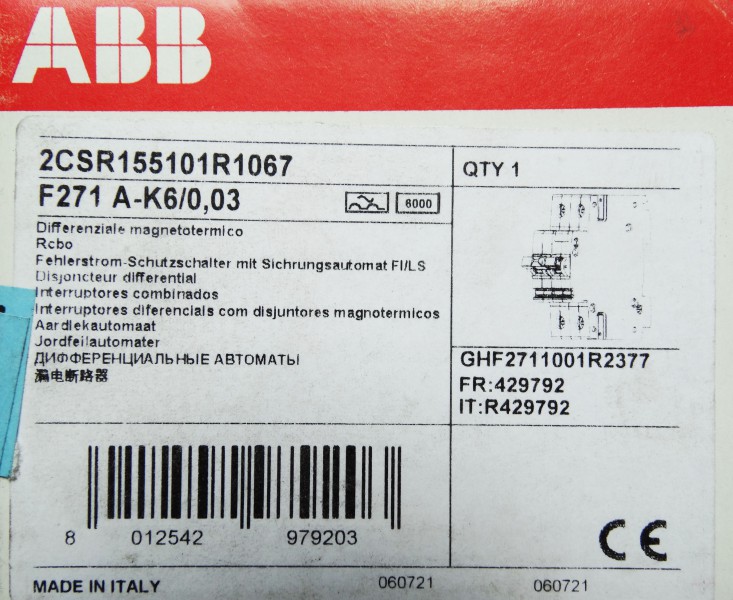 ABB
2CSR155101R1067
QTY 1
F271 A-K6/0,03
6000
Differenziale magnetotermico
Rcbo
Fehlerstrom-Schutzschalter mit Sichrungsautomat FI/LS
Disjoncteur differential
Interruptores combinados
Interruptores diferenciais com disjuntores magnotermicos
Aardlekautomaat
Jordfeilautomater
ДИФФЕРЕНЦИАЛЬНЫЕ АВТОМАТЫ
漏电断路器
GHF2711001R2377
FR:429792
IT:R429792
8 012542 979203
CE
MADE IN ITALY
060721
060721